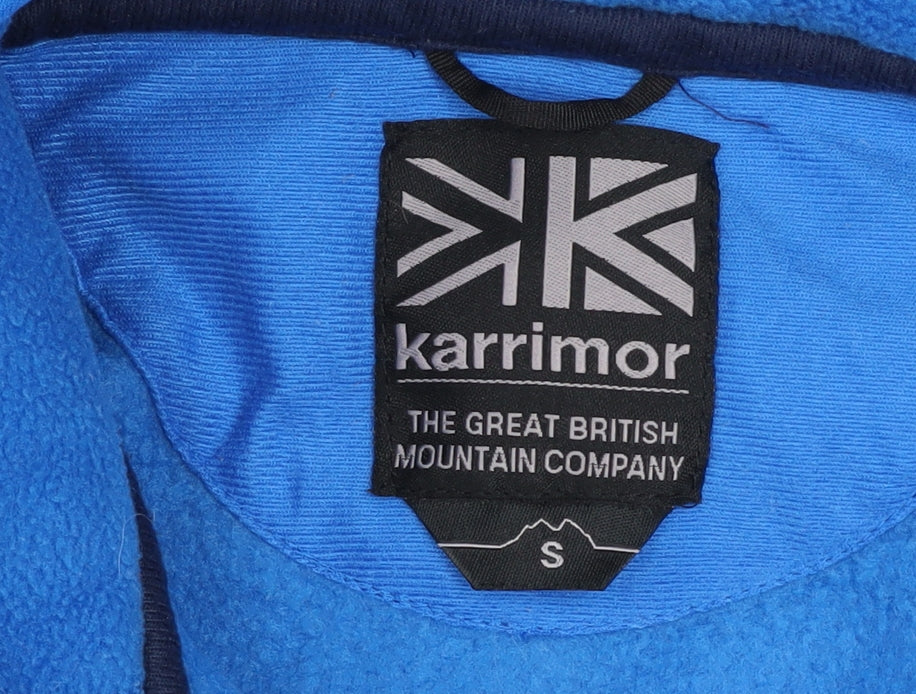 karrimor
THE GREAT BRITISH
MOUNTAIN COMPANY
S